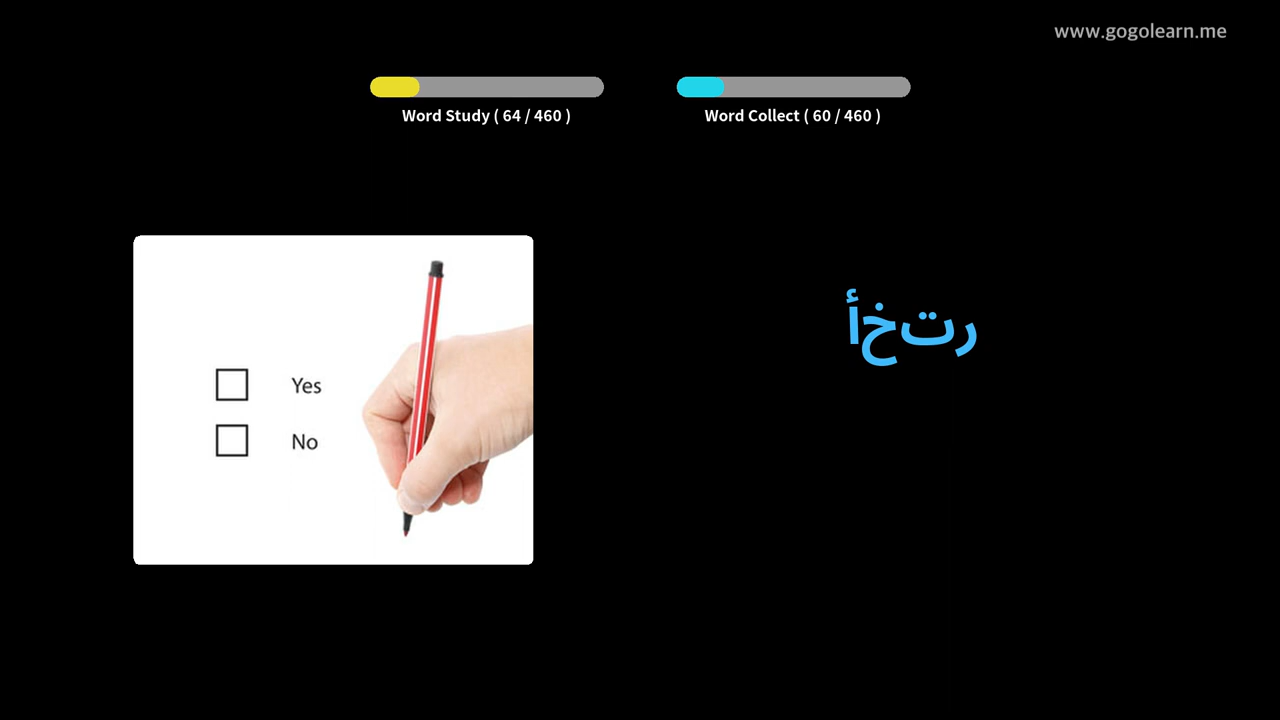 www.gogolearn.me
Word Study ( 64 / 460 )
Word Collect ( 60 / 460 )
Yes
No
رتخأ